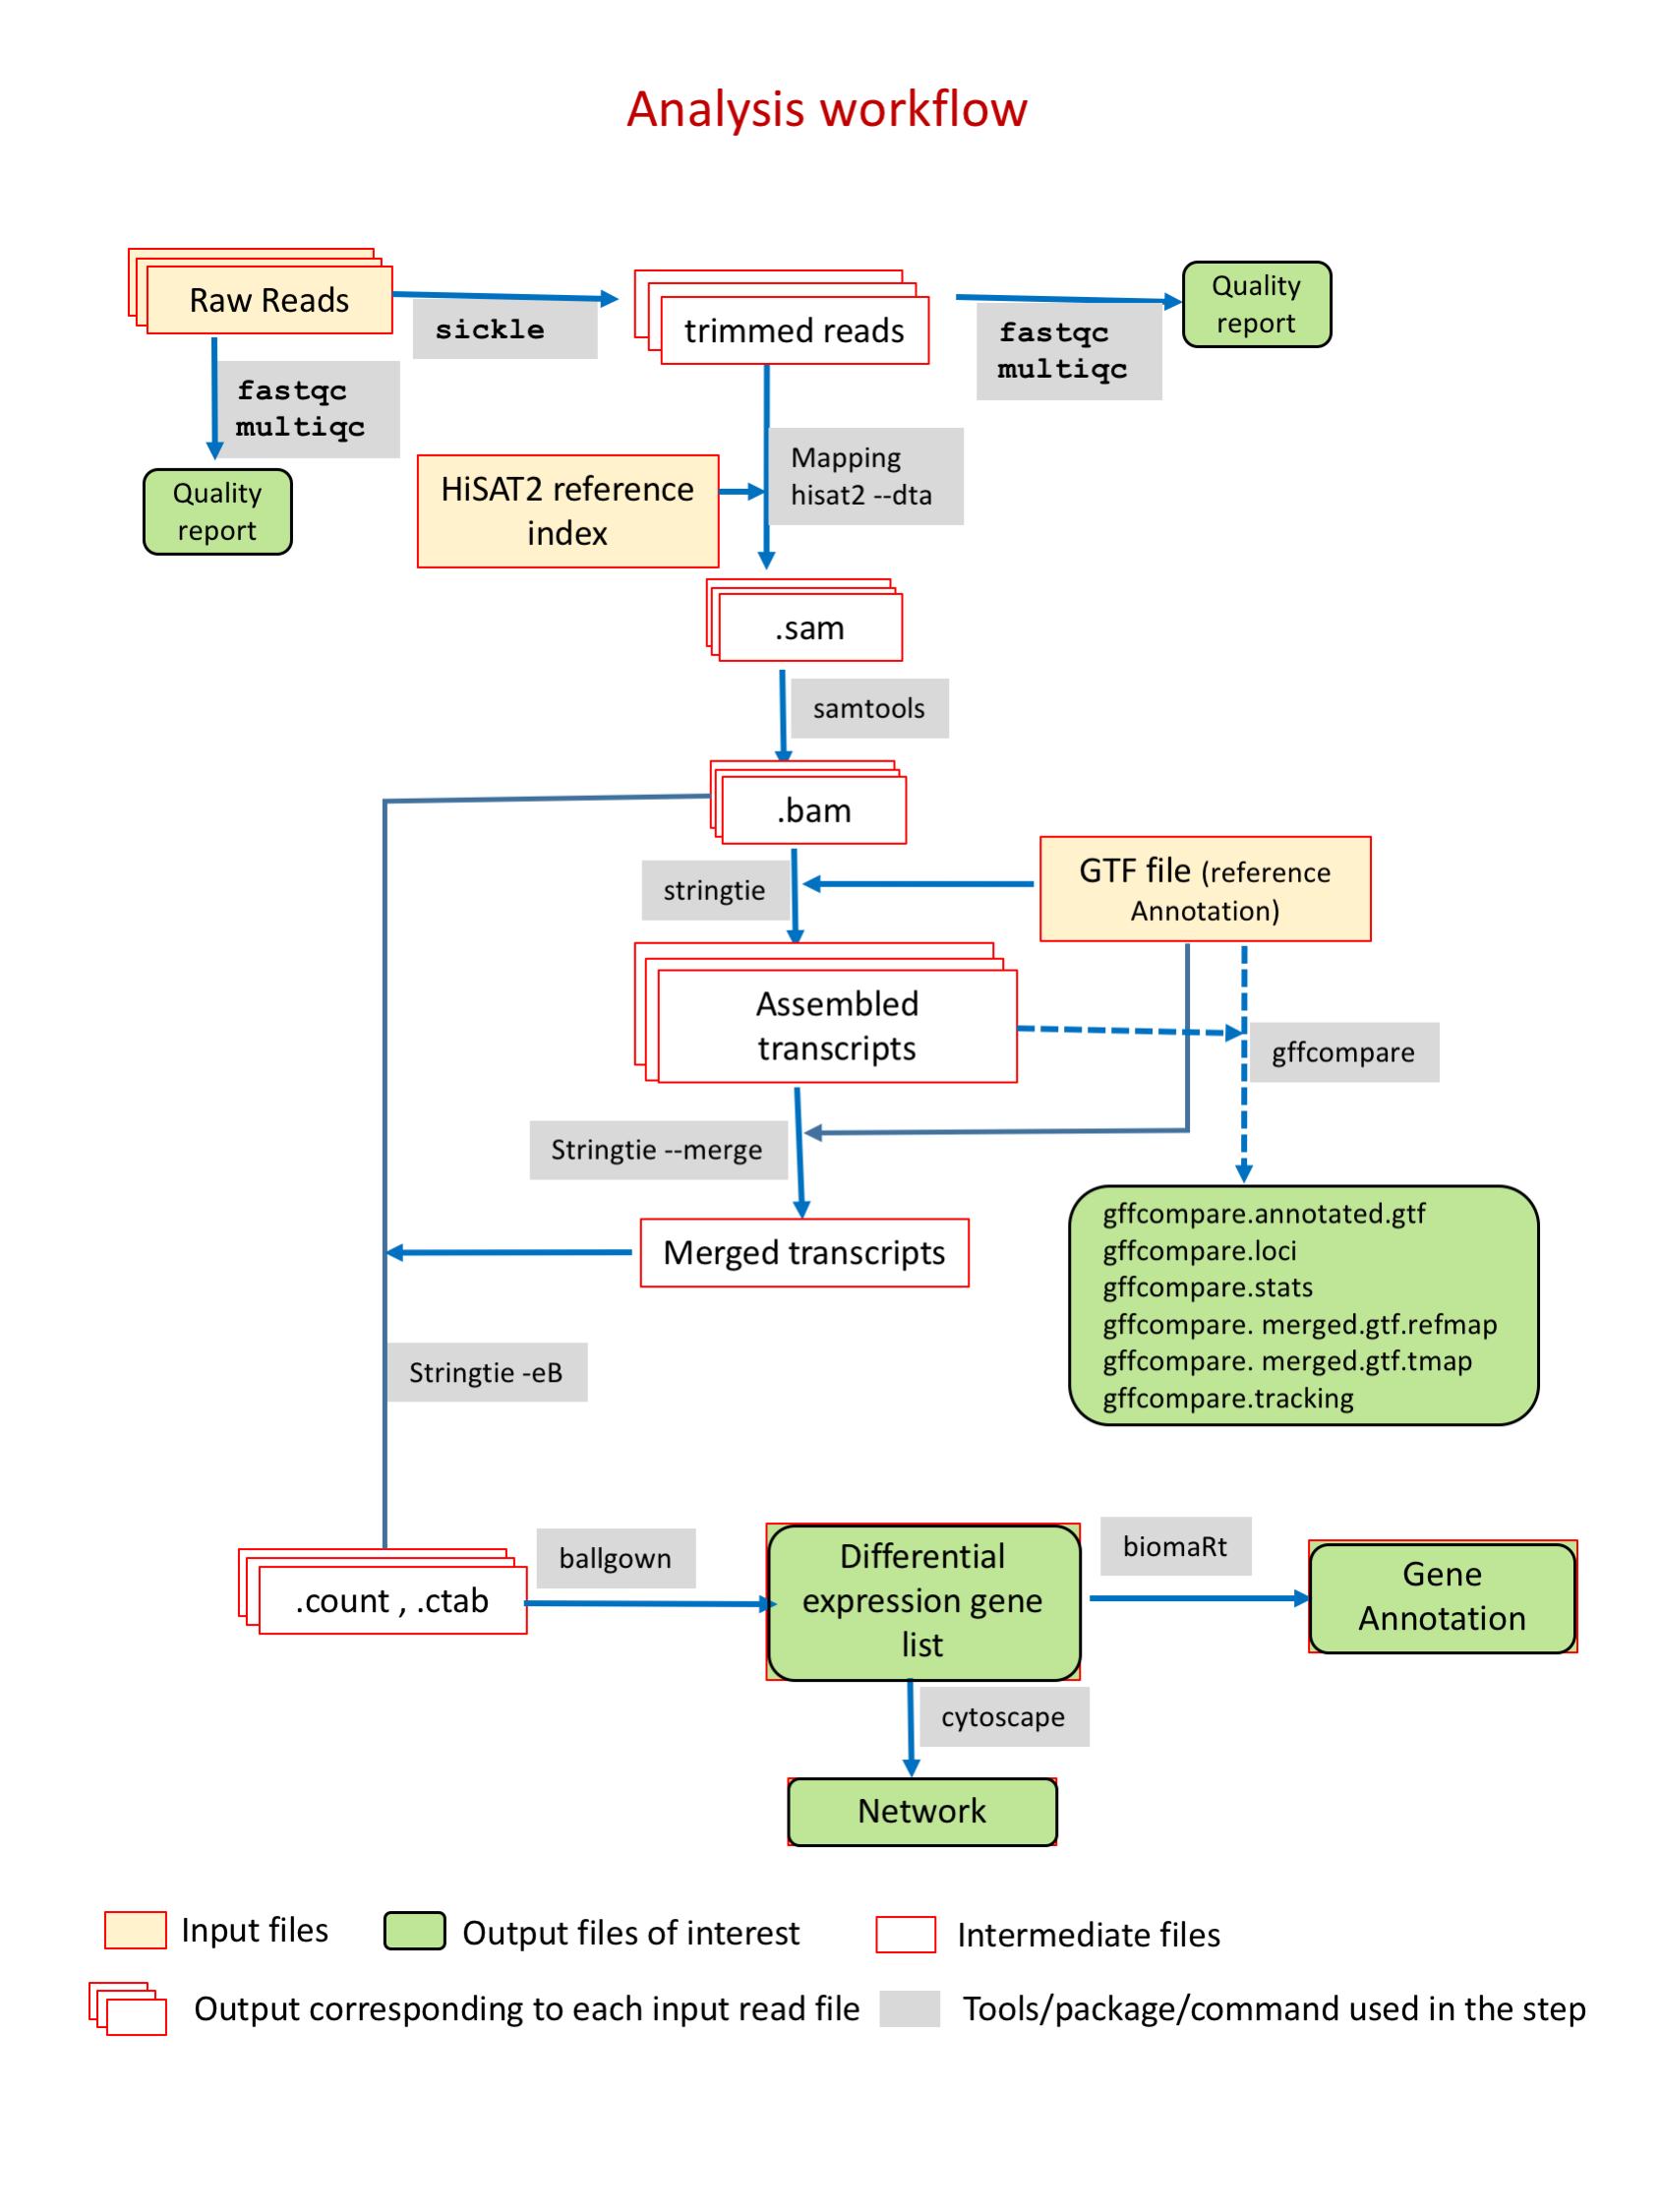 Analysis workflow
Raw Reads
sickle
trimmed reads
fastqc
multiqc
Quality
report
fastqc
multiqc
Quality
report
HiSAT2 reference
index
Mapping
hisat2 --dta
.sam
samtools
.bam
stringtie
GTF file (reference
Annotation)
Assembled
transcripts
gffcompare
Stringtie --merge
Merged transcripts
gffcompare.annotated.gtf
gffcompare.loci
gffcompare.stats
gffcompare. merged.gtf.refmap
gffcompare. merged.gtf.tmap
gffcompare.tracking
Stringtie -eB
.count , .ctab
ballgown
Differential
expression gene
list
biomaRt
Gene
Annotation
cytoscape
Network
Input files
Output files of interest
Intermediate files
Output corresponding to each input read file
Tools/package/command used in the step